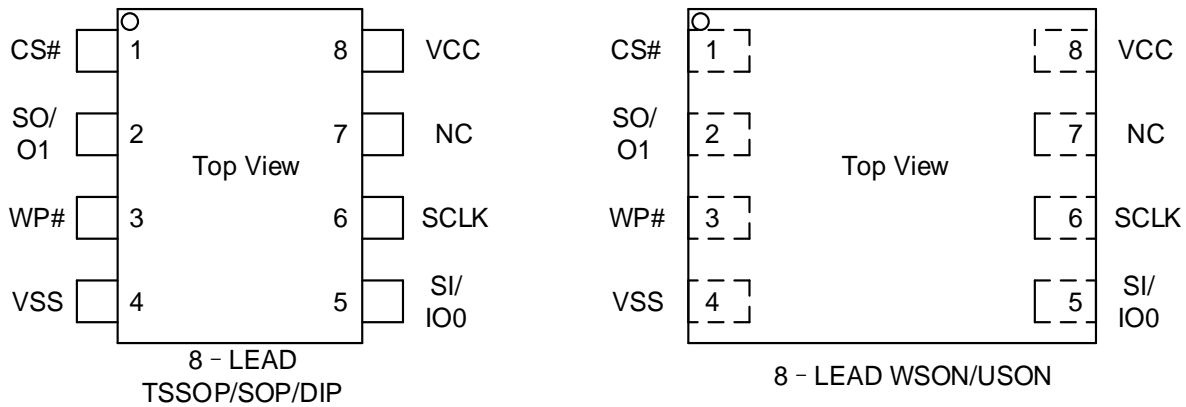 CS# 1 8 VCC
SO/
O1 2 7 NC
Top View
WP# 3 6 SCLK
VSS 4 5 SI/
IO0
8 – LEAD
TSSOP/SOP/DIP
CS# 1 8 VCC
SO/
O1 2 7 NC
Top View
WP# 3 6 SCLK
VSS 4 5 SI/
IO0
8 – LEAD WSON/USON